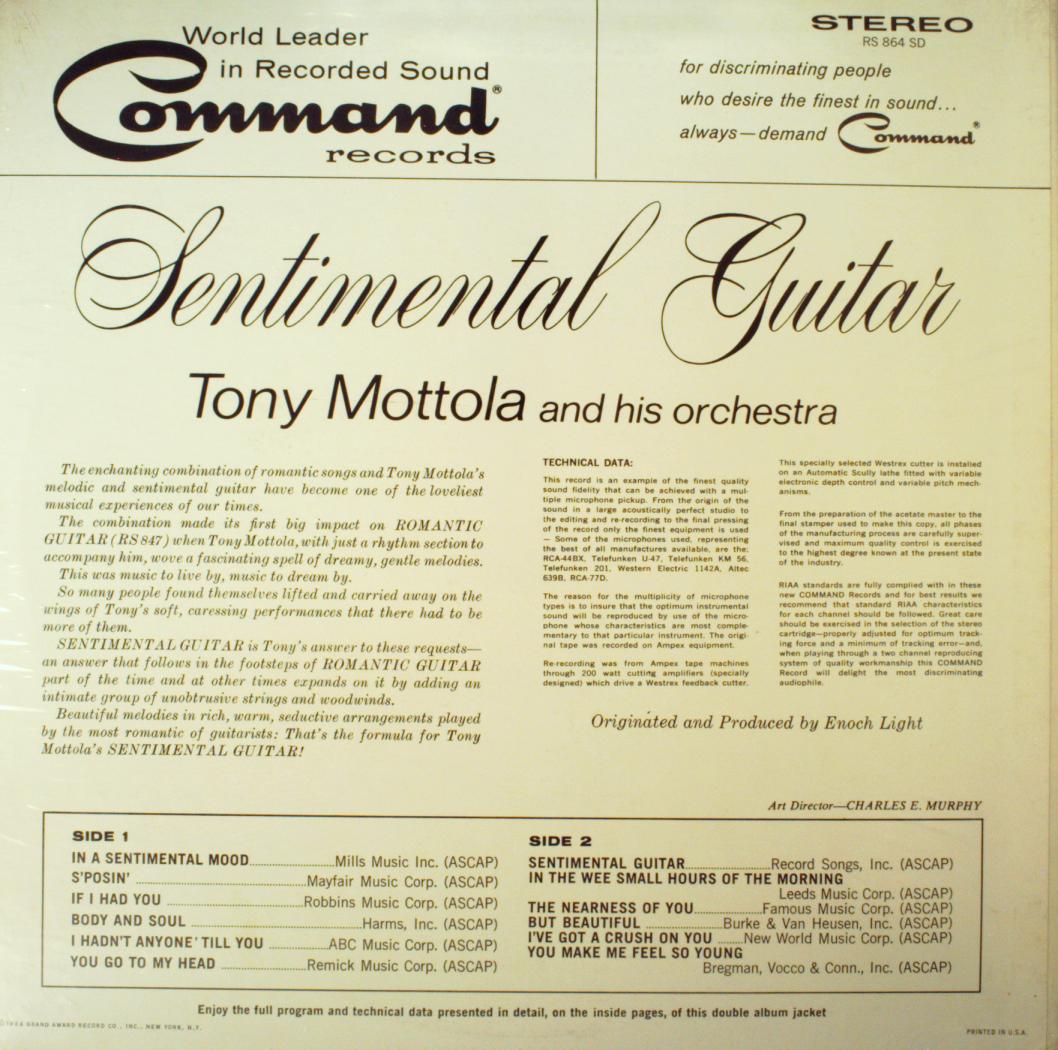 World Leader
in Recorded Sound
Command®
records
STEREO
RS 864 SD
for discriminating people
who desire the finest in sound...
always—demand Command®
Sentimental Guitar
Tony Mottola and his orchestra
The enchanting combination of romantic songs and Tony Mottola's
melodic and sentimental guitar have become one of the loveliest
musical experiences of our times.
The combination made its first big impact on ROMANTIC
GUITAR (RS 847) when Tony Mottola, with just a rhythm section to
accompany him, wove a fascinating spell of dreamy, gentle melodies.
This was music to live by, music to dream by.
So many people found themselves lifted and carried away on the
wings of Tony's soft, caressing performances that there had to be
more of them.
SENTIMENTAL GUITAR is Tony's answer to these requests—
an answer that follows in the footsteps of ROMANTIC GUITAR
part of the time and at other times expands on it by adding an
intimate group of unobtrusive strings and woodwinds.
Beautiful melodies in rich, warm, seductive arrangements played
by the most romantic of guitarists: That's the formula for Tony
Mottola's SENTIMENTAL GUITAR!
TECHNICAL DATA:
This record is an example of the finest quality
sound fidelity that can be achieved with a mul-
tiple microphone pickup. From the origin of the
sound in a large acoustically perfect studio to
the editing and re-recording to the final pressing
of the record only the finest equipment is used
— Some of the microphones used, representing
the best of all manufactures available, are the:
RCA-44BX, Telefunken U-47, Telefunken KM 56,
Telefunken 201, Western Electric 1142A, Altec
639B, RCA-77D.
The reason for the multiplicity of microphone
types is to insure that the optimum instrumental
sound will be reproduced by use of the micro-
phone whose characteristics are most comple-
mentary to that particular instrument. The origi-
nal tape was recorded on Ampex equipment.
Re-recording was from Ampex tape machines
through 200 watt cutting amplifiers (specially
designed) which drive a Westrex feedback cutter.
This specially selected Westrex cutter is installed
on an Automatic Scully lathe fitted with variable
electronic depth control and variable pitch mech-
anisms.
From the preparation of the acetate master to the
final stamper used to make this copy, all phases
of the manufacturing process are carefully super-
vised and maximum quality control is exercised
to the highest degree known at the present state
of the industry.
RIAA standards are fully complied with in these
new COMMAND Records and for best results we
recommend that standard RIAA characteristics
for each channel should be followed. Great care
should be exercised in the selection of the stereo
cartridge—properly adjusted for optimum track-
ing force and a minimum of tracking error—and,
when playing through a two channel reproducing
system of quality workmanship this COMMAND
Record will delight the most discriminating
audiophile.
Originated and Produced by Enoch Light
Art Director—CHARLES E. MURPHY
SIDE 1
IN A SENTIMENTAL MOOD..........Mills Music Inc. (ASCAP)
S'POSIN' ..........Mayfair Music Corp. (ASCAP)
IF I HAD YOU ..........Robbins Music Corp. (ASCAP)
BODY AND SOUL ..........Harms, Inc. (ASCAP)
I HADN'T ANYONE 'TILL YOU ..........ABC Music Corp. (ASCAP)
YOU GO TO MY HEAD ..........Remick Music Corp. (ASCAP)
SIDE 2
SENTIMENTAL GUITAR..........Record Songs, Inc. (ASCAP)
IN THE WEE SMALL HOURS OF THE MORNING
Leeds Music Corp. (ASCAP)
THE NEARNESS OF YOU..........Famous Music Corp. (ASCAP)
BUT BEAUTIFUL ..........Burke & Van Heusen, Inc. (ASCAP)
I'VE GOT A CRUSH ON YOU ......New World Music Corp. (ASCAP)
YOU MAKE ME FEEL SO YOUNG
Bregman, Vocco & Conn., Inc. (ASCAP)
Enjoy the full program and technical data presented in detail, on the inside pages, of this double album jacket
GRAND AWARD RECORD CO., INC., NEW YORK, N.Y.
PRINTED IN U.S.A.